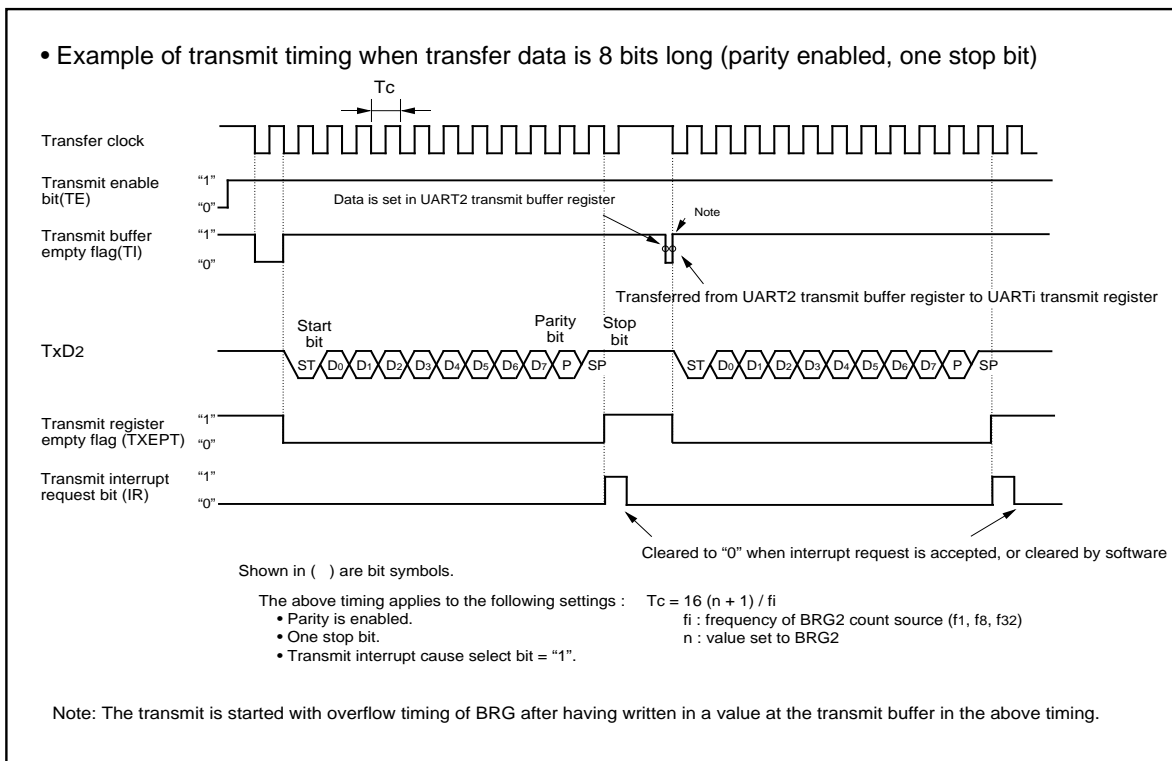 • Example of transmit timing when transfer data is 8 bits long (parity enabled, one stop bit)
Tc
Transfer clock
Transmit enable
bit(TE)
“1”
“0”
Data is set in UART2 transmit buffer register
Note
Transmit buffer
empty flag(TI)
“1”
“0”
Transferred from UART2 transmit buffer register to UARTi transmit register
Start
bit
Parity
bit
Stop
bit
TxD2
ST D0 D1 D2 D3 D4 D5 D6 D7 P SP ST D0 D1 D2 D3 D4 D5 D6 D7 P SP
Transmit register
empty flag (TXEPT)
“1”
“0”
Transmit interrupt
request bit (IR)
“1”
“0”
Cleared to “0” when interrupt request is accepted, or cleared by software
Shown in ( ) are bit symbols.
The above timing applies to the following settings :
• Parity is enabled.
• One stop bit.
• Transmit interrupt cause select bit = “1”.
Tc = 16 (n + 1) / fi
fi : frequency of BRG2 count source (f1, f8, f32)
n : value set to BRG2
Note: The transmit is started with overflow timing of BRG after having written in a value at the transmit buffer in the above timing.